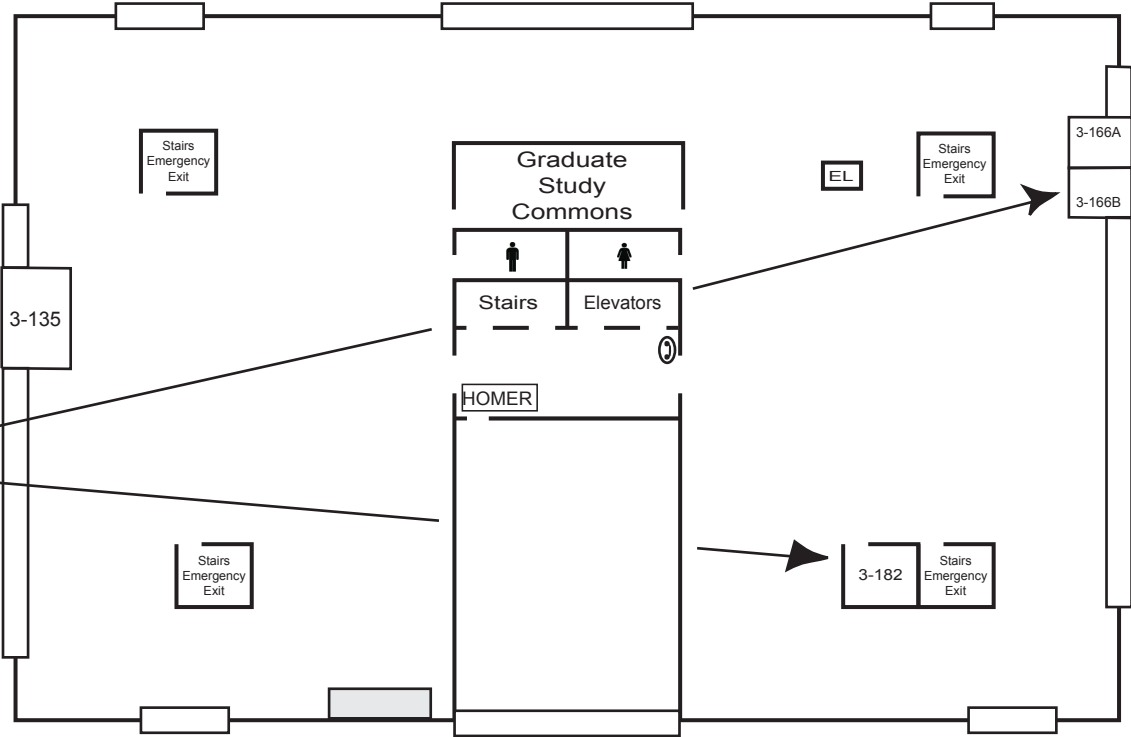 Stairs
Emergency
Exit
Graduate
Study
Commons
EL
Stairs
Emergency
Exit
3-166A
3-166B
3-135
Stairs
Elevators
HOMER
Stairs
Emergency
Exit
3-182
Stairs
Emergency
Exit